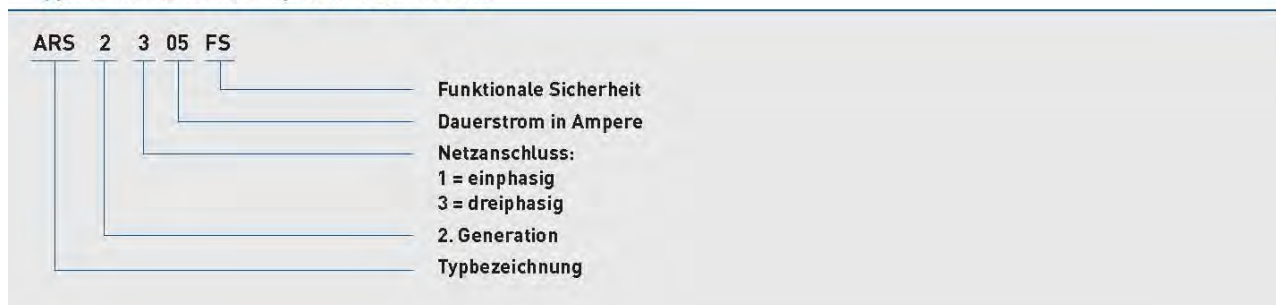 ARS 2 3 05 FS
Funktionale Sicherheit
Dauerstrom in Ampere
Netzanschluss:
1 = einphasig
3 = dreiphasig
2. Generation
Typbezeichnung